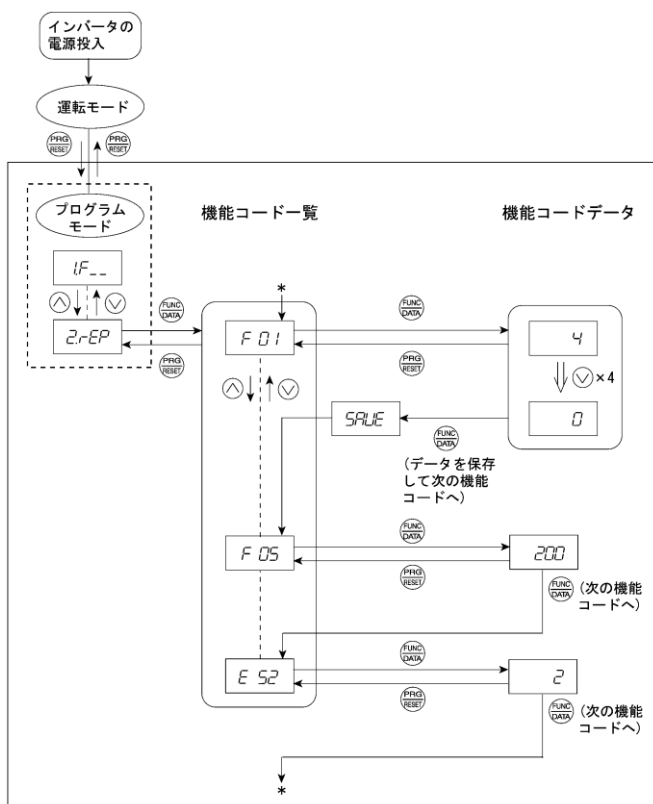 インバータの
電源投入
運転モード
PRG
RESET
PRG
RESET
プログラム
モード
機能コード一覧
機能コードデータ
1.F__
*
FUNC
DATA
FUNC
DATA
2.rEP
F 01
4
PRG
RESET
PRG
RESET
×4
SAVE
0
FUNC
DATA
(データを保存
して次の機能
コードへ)
FUNC
DATA
F 05
200
PRG
RESET
FUNC
DATA
(次の機能
コードへ)
FUNC
DATA
E 52
2
PRG
RESET
FUNC
DATA
(次の機能
コードへ)
*